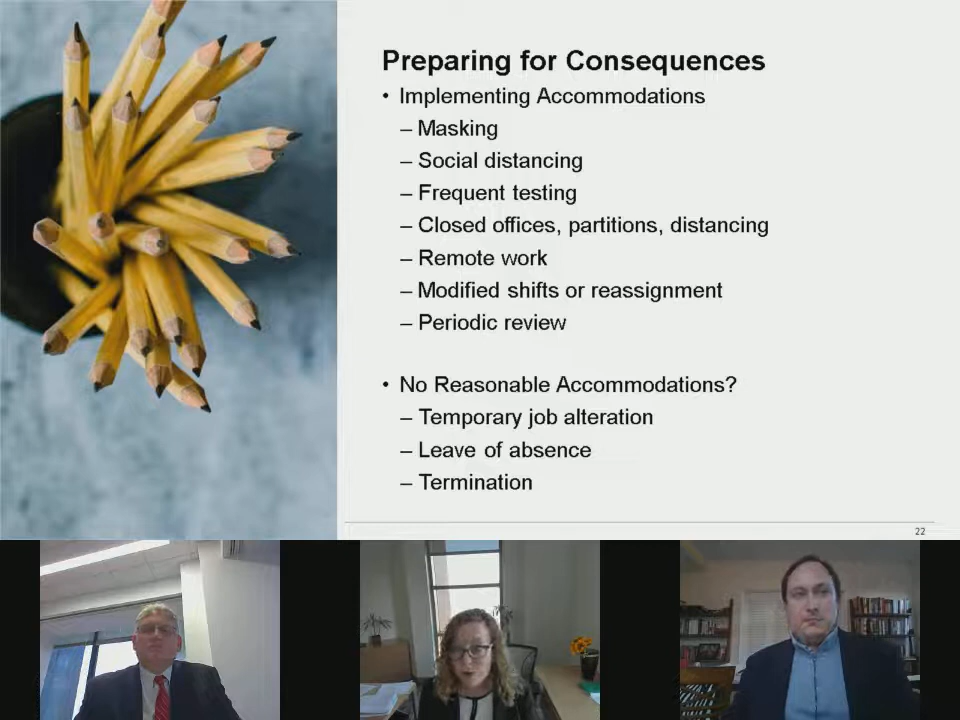 Preparing for Consequences
• Implementing Accommodations
– Masking
– Social distancing
– Frequent testing
– Closed offices, partitions, distancing
– Remote work
– Modified shifts or reassignment
– Periodic review
• No Reasonable Accommodations?
– Temporary job alteration
– Leave of absence
– Termination
22